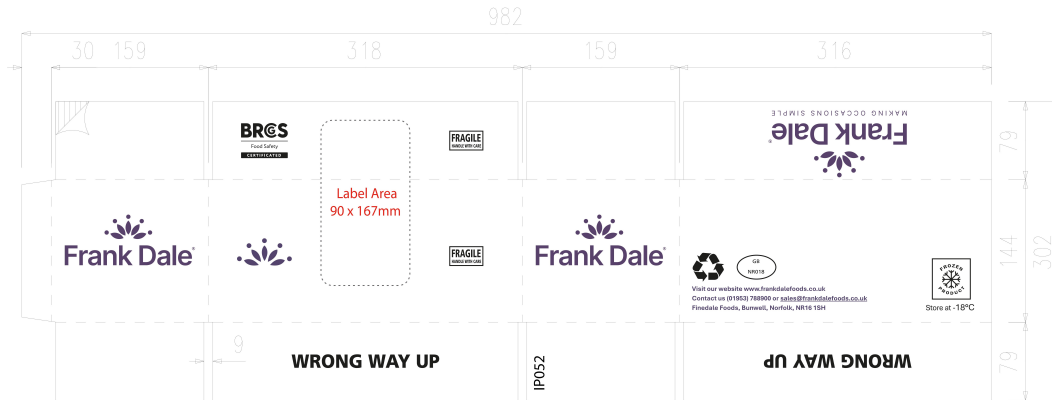 982
30 159
318
159
316
BRCGS
Food Safety
CERTIFICATED
FRAGILE
HANDLE WITH CARE
Frank Dale®
MAKING OCCASIONS SIMPLE
79
Label Area
90 x 167mm
Frank Dale®
FRAGILE
HANDLE WITH CARE
Frank Dale®
GB
NR018
FROZEN
PRODUCT
Store at -18°C
Visit our website www.frankdalefoods.co.uk
Contact us (01953) 788900 or sales@frankdalefoods.co.uk
Finedale Foods, Bunwell, Norfolk, NR16 1SH
144
302
9
WRONG WAY UP
IP052
WRONG WAY UP
79